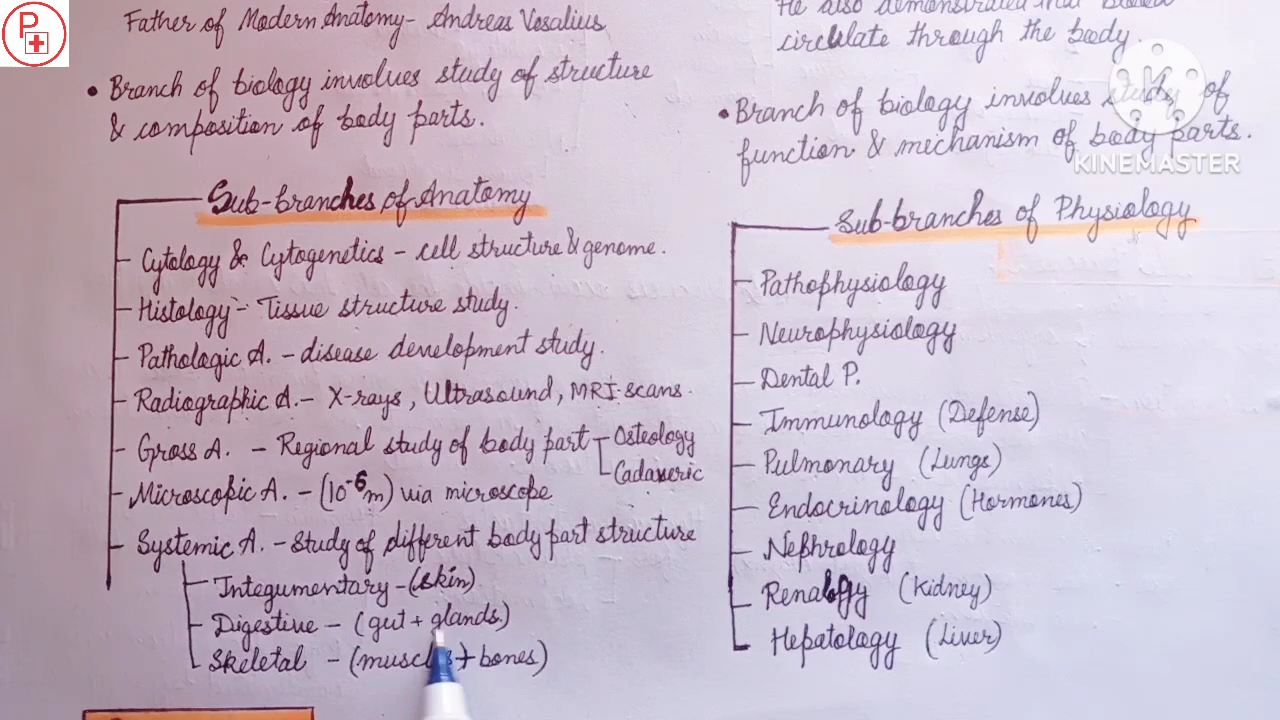 P
Father of Modern Anatomy- Andreas Vesalius
• Branch of biology involves study of structure
& composition of body parts.
Sub-branches of Anatomy
Cytology & Cytogenetics - cell structure & genome.
Histology - Tissue structure study.
Pathologic A. - disease development study.
Radiographic A. - X-rays, Ultrasound, MRI-scans.
Gross A. - Regional study of body part
Osteology
Cadaveric
Microscopic A. - (10⁻⁶m) via microscope
Systemic A. - Study of different body part structure
Integumentary - (skin)
Digestive - (gut + glands)
Skeletal - (muscles + bones)
He also demonstrated that blood
circulate through the body.
• Branch of biology involves study of
function & mechanism of body parts.
KINEMASTER
Sub-branches of Physiology
Pathophysiology
Neurophysiology
Dental P.
Immunology (Defense)
Pulmonary (Lungs)
Endocrinology (Hormones)
Nephrology
Renalogy (Kidney)
Hepatology (Liver)